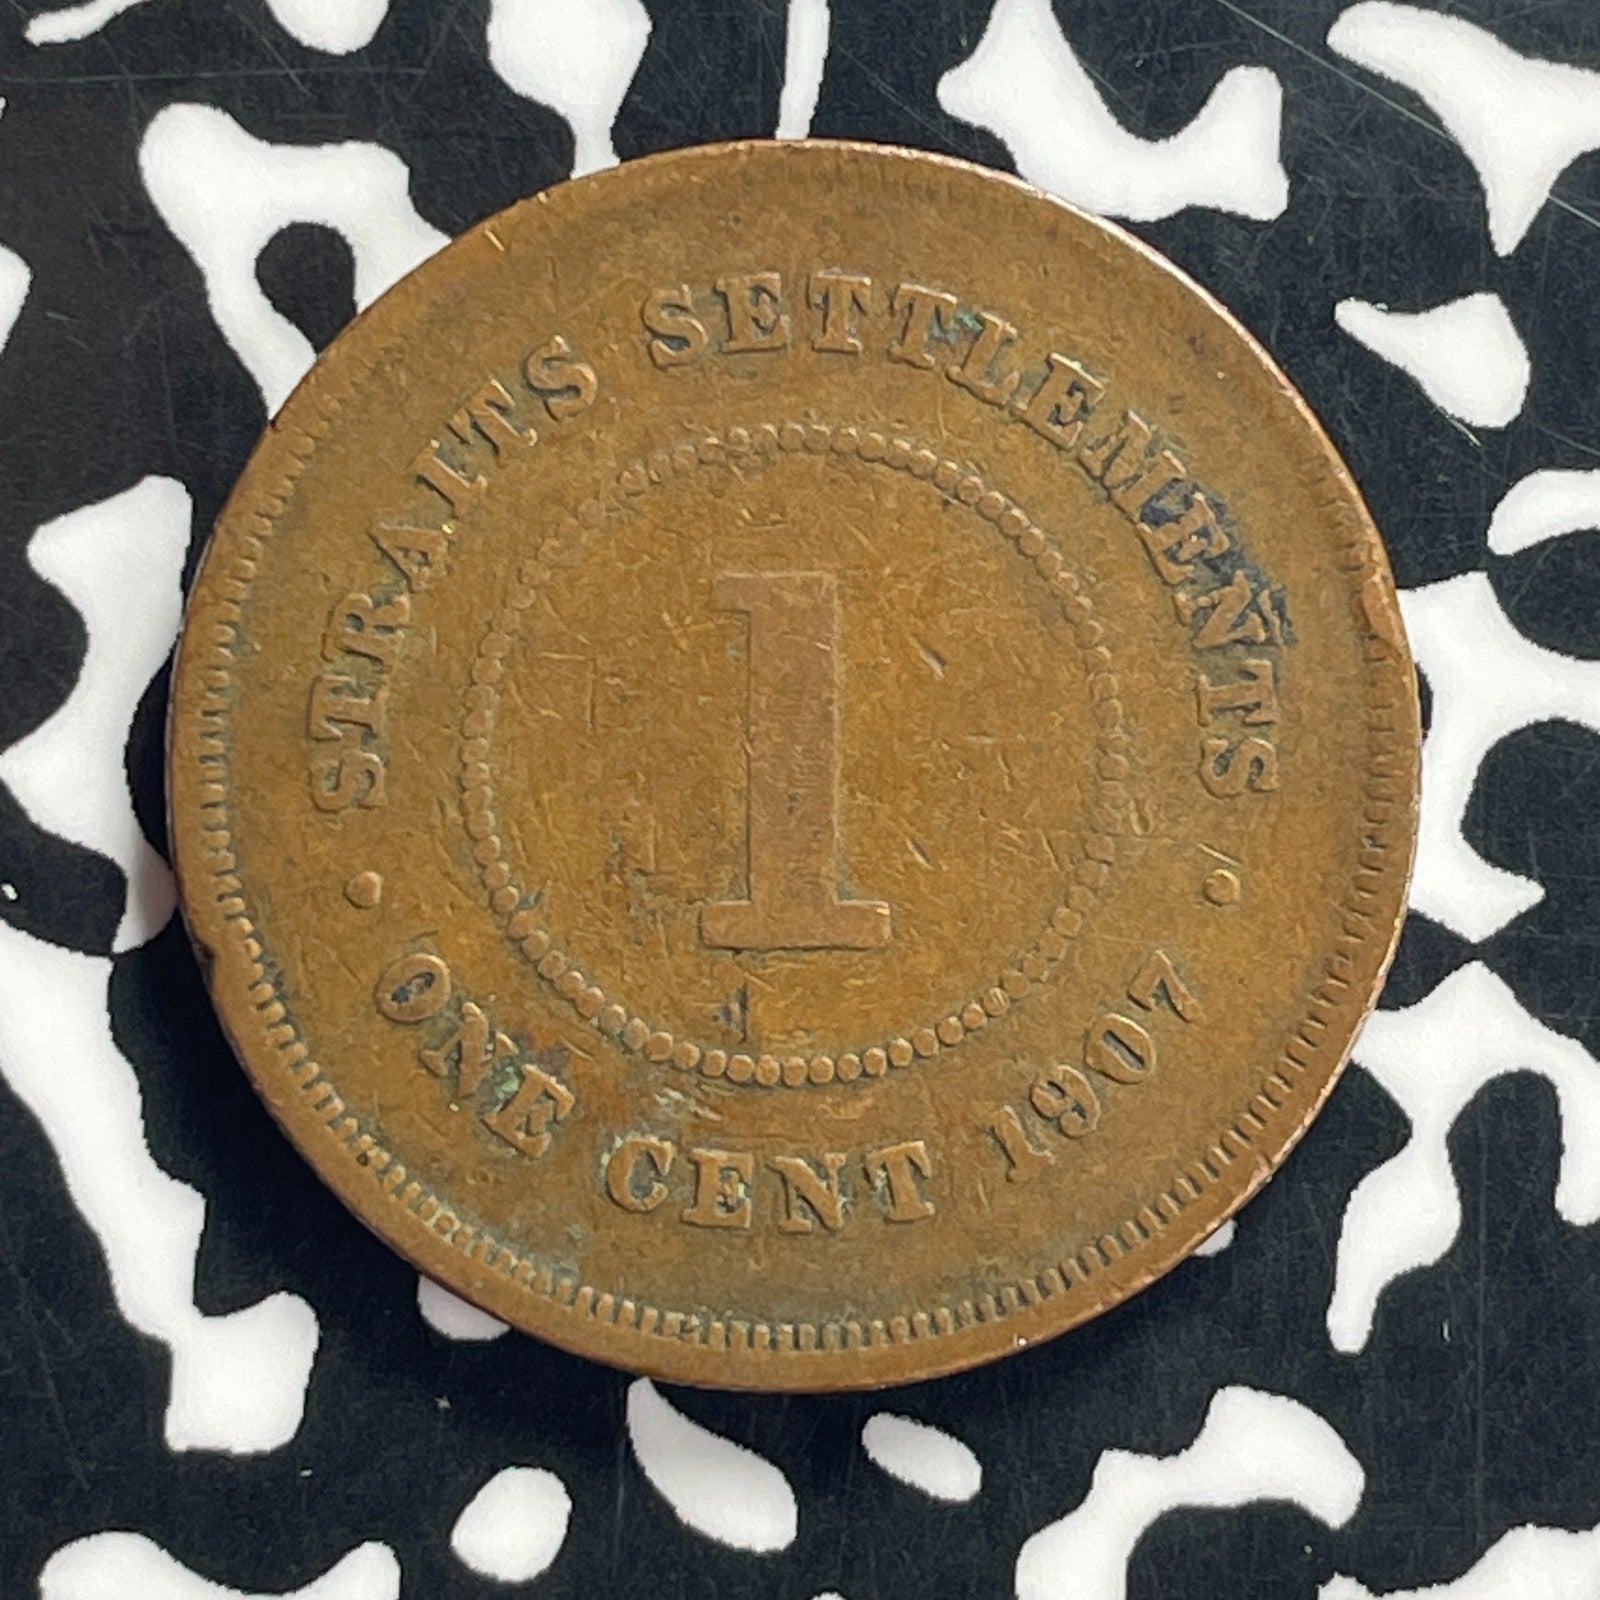 STRAITS SETTLEMENTS
1
ONE CENT 1907